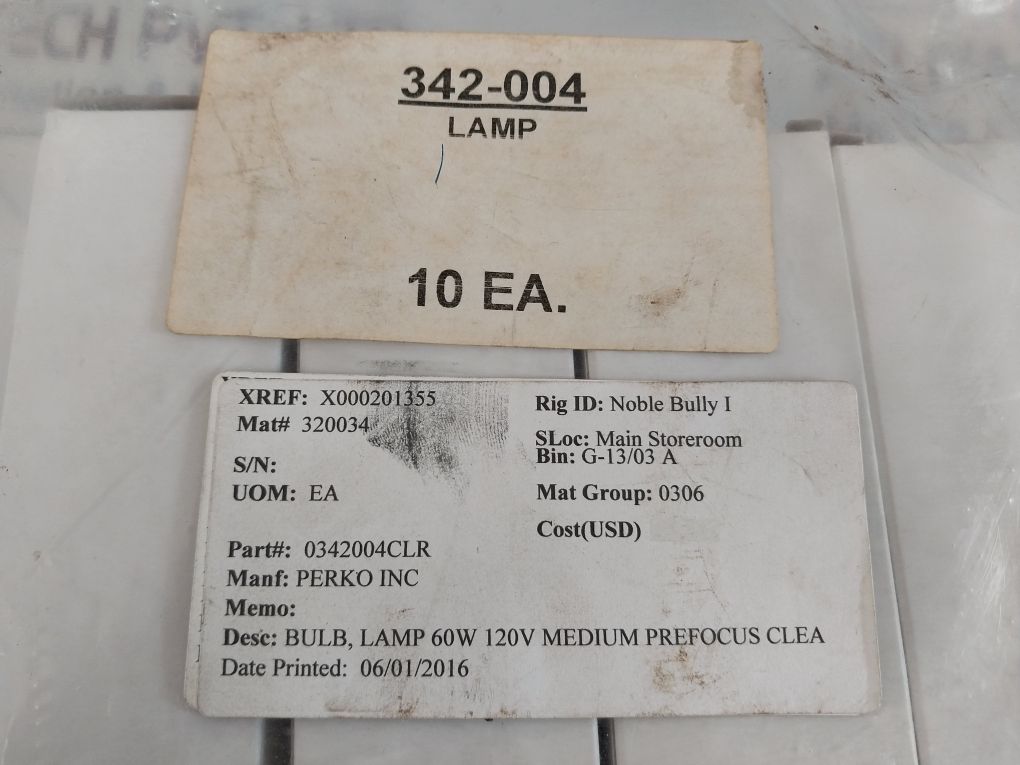 342-004
LAMP
10 EA.
XREF: X000201355
Mat# 320034
S/N:
UOM: EA
Part#: 0342004CLR
Manf: PERKO INC
Memo:
Desc: BULB, LAMP 60W 120V MEDIUM PREFOCUS CLEA
Date Printed: 06/01/2016
Rig ID: Noble Bully I
SLoc: Main Storeroom
Bin: G-13/03 A
Mat Group: 0306
Cost(USD)